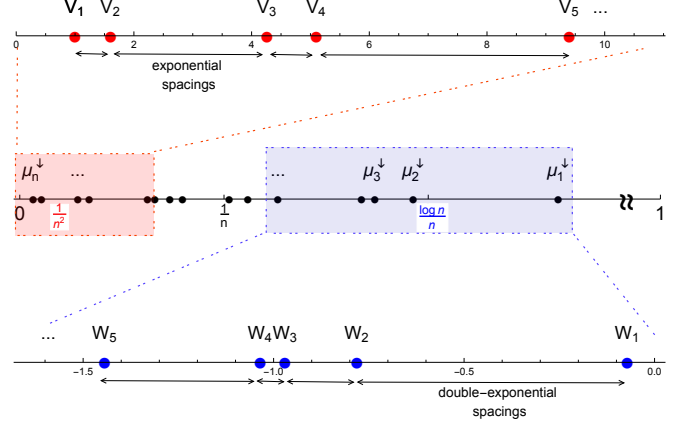 V₁ V₂ V₃ V₄ V₅ ...
0 2 4 6 8 10
exponential
spacings
μₙ↓ ... ... μ₃↓ μ₂↓ μ₁↓
0 1/n² 1/n log n/n ≈ 1
... W₅ W₄ W₃ W₂ W₁
−1.5 −1.0 −0.5 0.0
double−exponential
spacings